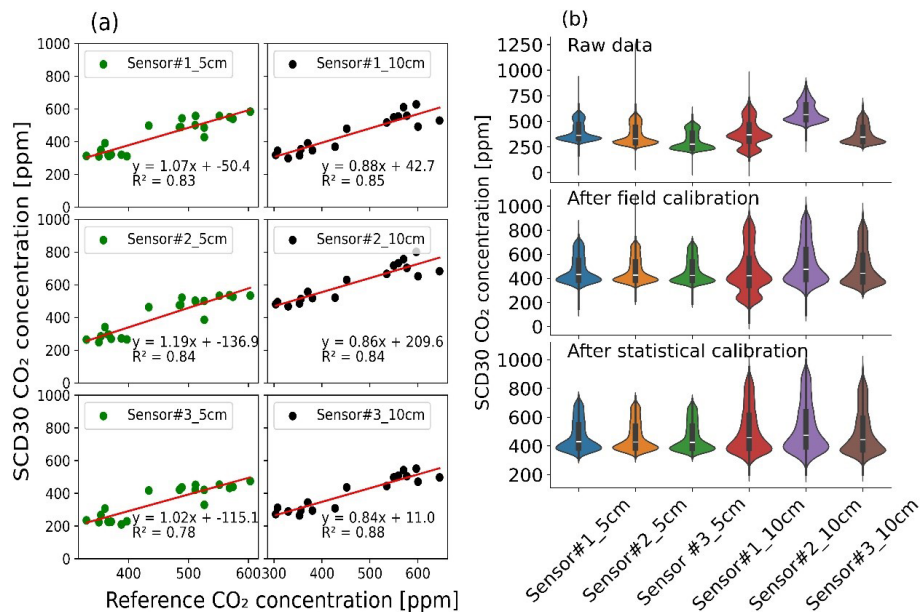 (a)
SCD30 CO₂ concentration [ppm]
1000
800
600
400
200
0
Sensor#1_5cm
y = 1.07x + -50.4
R² = 0.83
Sensor#1_10cm
y = 0.88x + 42.7
R² = 0.85
1000
800
600
400
200
0
Sensor#2_5cm
y = 1.19x + -136.9
R² = 0.84
Sensor#2_10cm
y = 0.86x + 209.6
R² = 0.84
1000
800
600
400
200
0
Sensor#3_5cm
y = 1.02x + -115.1
R² = 0.78
Sensor#3_10cm
y = 0.84x + 11.0
R² = 0.88
400 500 600 300 400 500 600
Reference CO₂ concentration [ppm]
(b)
SCD30 CO₂ concentration [ppm]
1250
1000
750
500
250
0
Raw data
1000
800
600
400
200
0
After field calibration
1000
800
600
400
200
After statistical calibration
Sensor#1_5cm
Sensor#2_5cm
Sensor #3_5cm
Sensor#1_10cm
Sensor#2_10cm
Sensor#3_10cm